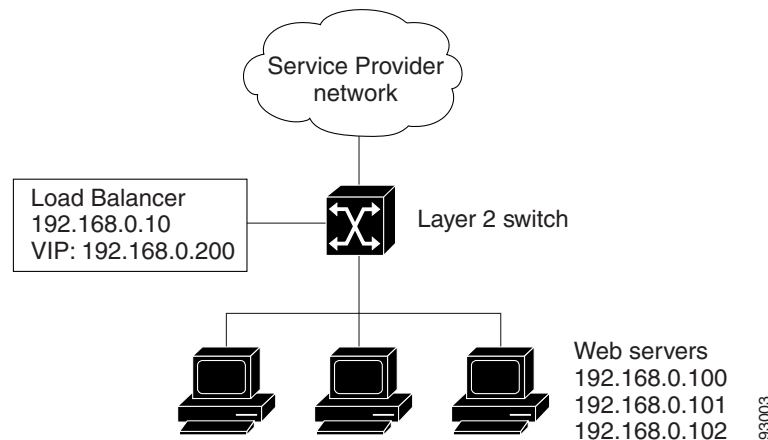 Service Provider
network
Load Balancer
192.168.0.10
VIP: 192.168.0.200
Layer 2 switch
Web servers
192.168.0.100
192.168.0.101
192.168.0.102
93003